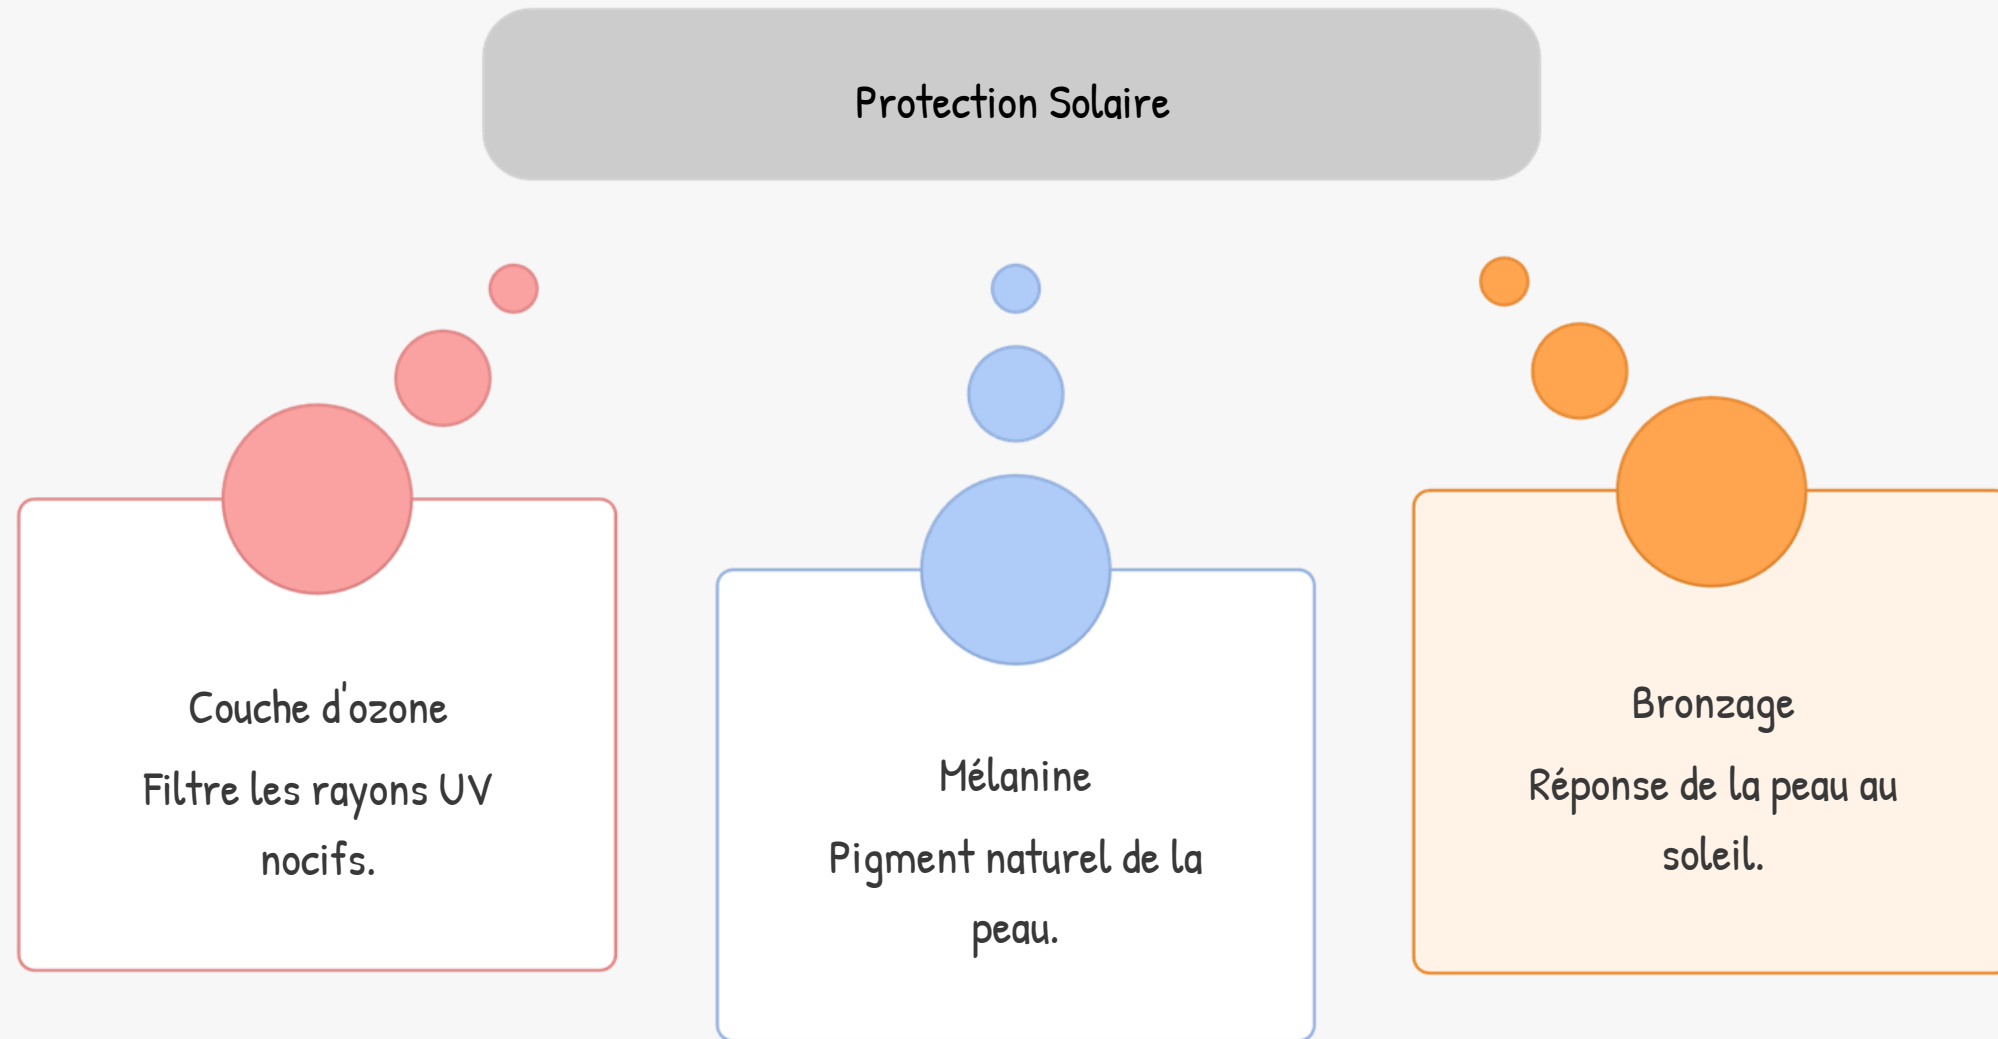 Protection Solaire
Couche d'ozone
Filtre les rayons UV
nocifs.
Mélanine
Pigment naturel de la
peau.
Bronzage
Réponse de la peau au
soleil.